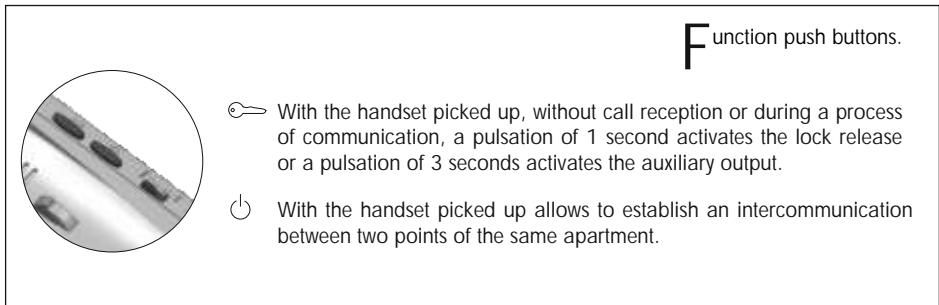 Function push buttons.
With the handset picked up, without call reception or during a process
of communication, a pulsation of 1 second activates the lock release
or a pulsation of 3 seconds activates the auxiliary output.
With the handset picked up allows to establish an intercommunication
between two points of the same apartment.